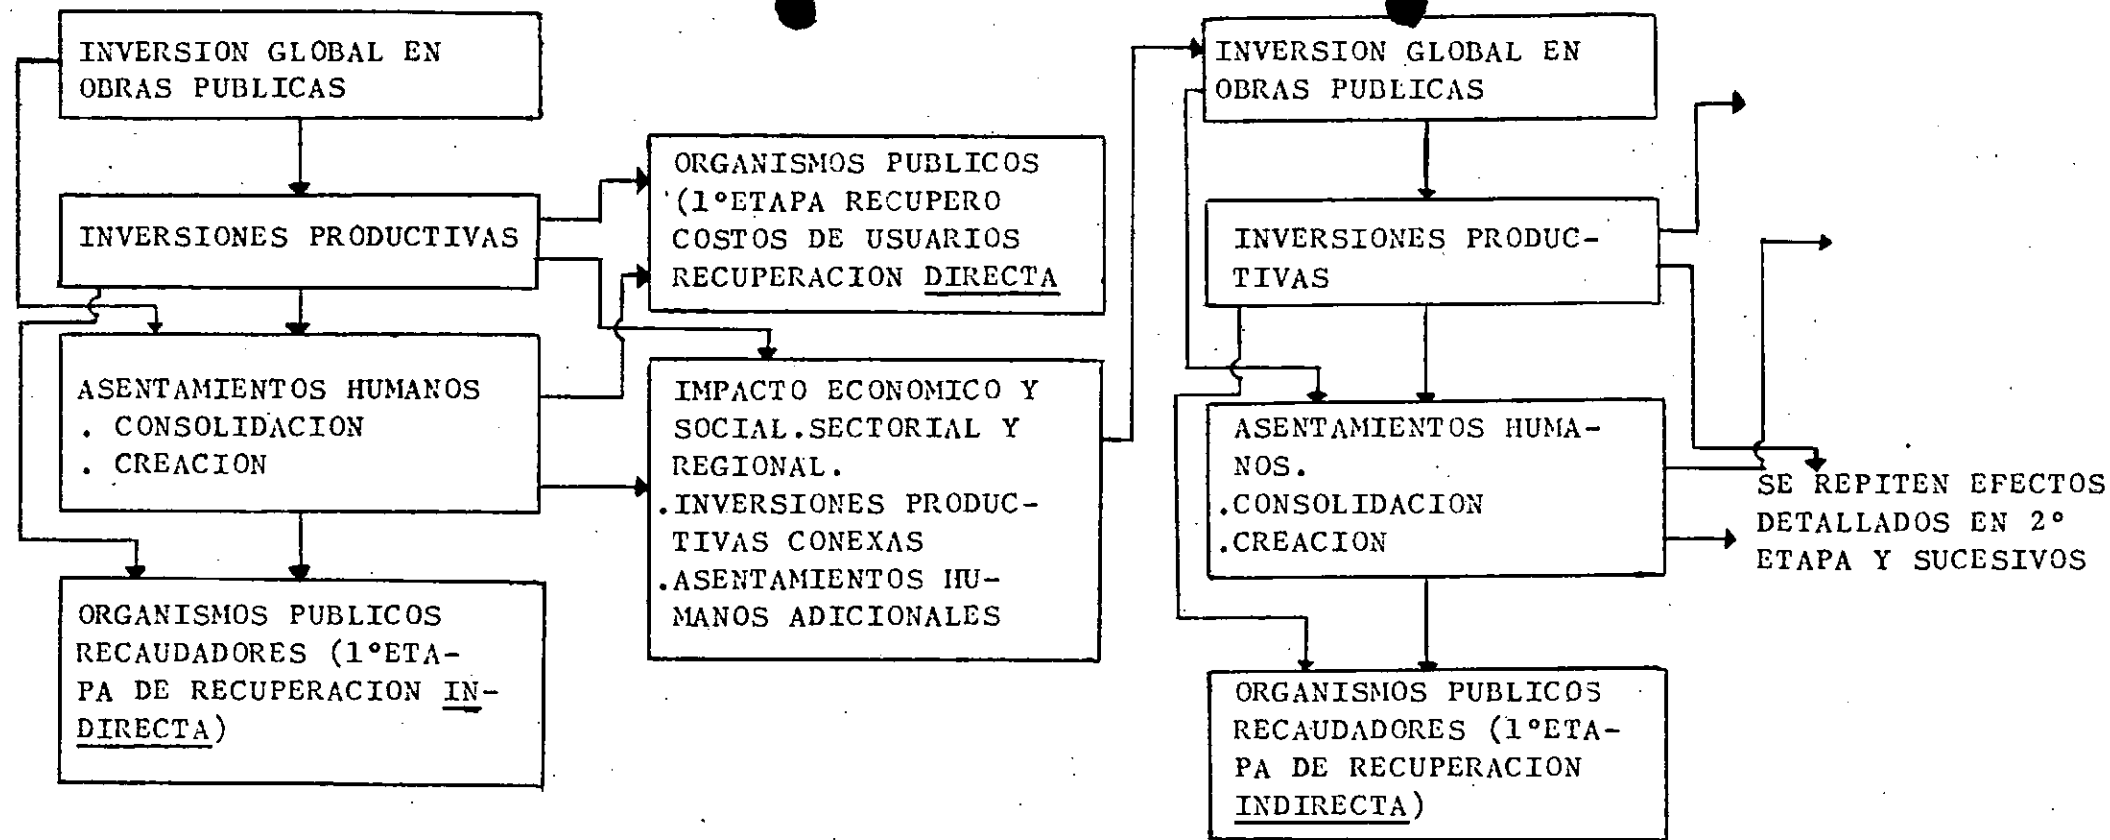 INVERSION GLOBAL EN
OBRAS PUBLICAS
INVERSIONES PRODUCTIVAS
ASENTAMIENTOS HUMANOS
. CONSOLIDACION
. CREACION
ORGANISMOS PUBLICOS
RECAUDADORES (1°ETA-
PA DE RECUPERACION IN-
DIRECTA)
ORGANISMOS PUBLICOS
(1°ETAPA RECUPERO
COSTOS DE USUARIOS
RECUPERACION DIRECTA
IMPACTO ECONOMICO Y
SOCIAL.SECTORIAL Y
REGIONAL.
.INVERSIONES PRODUC-
TIVAS CONEXAS
.ASENTAMIENTOS HU-
MANOS ADICIONALES
INVERSION GLOBAL EN
OBRAS PUBLICAS
INVERSIONES PRODUC-
TIVAS
ASENTAMIENTOS HUMA-
NOS.
.CONSOLIDACION
.CREACION
ORGANISMOS PUBLICOS
RECAUDADORES (1°ETA-
PA DE RECUPERACION
INDIRECTA)
SE REPITEN EFECTOS
DETALLADOS EN 2°
ETAPA Y SUCESIVOS